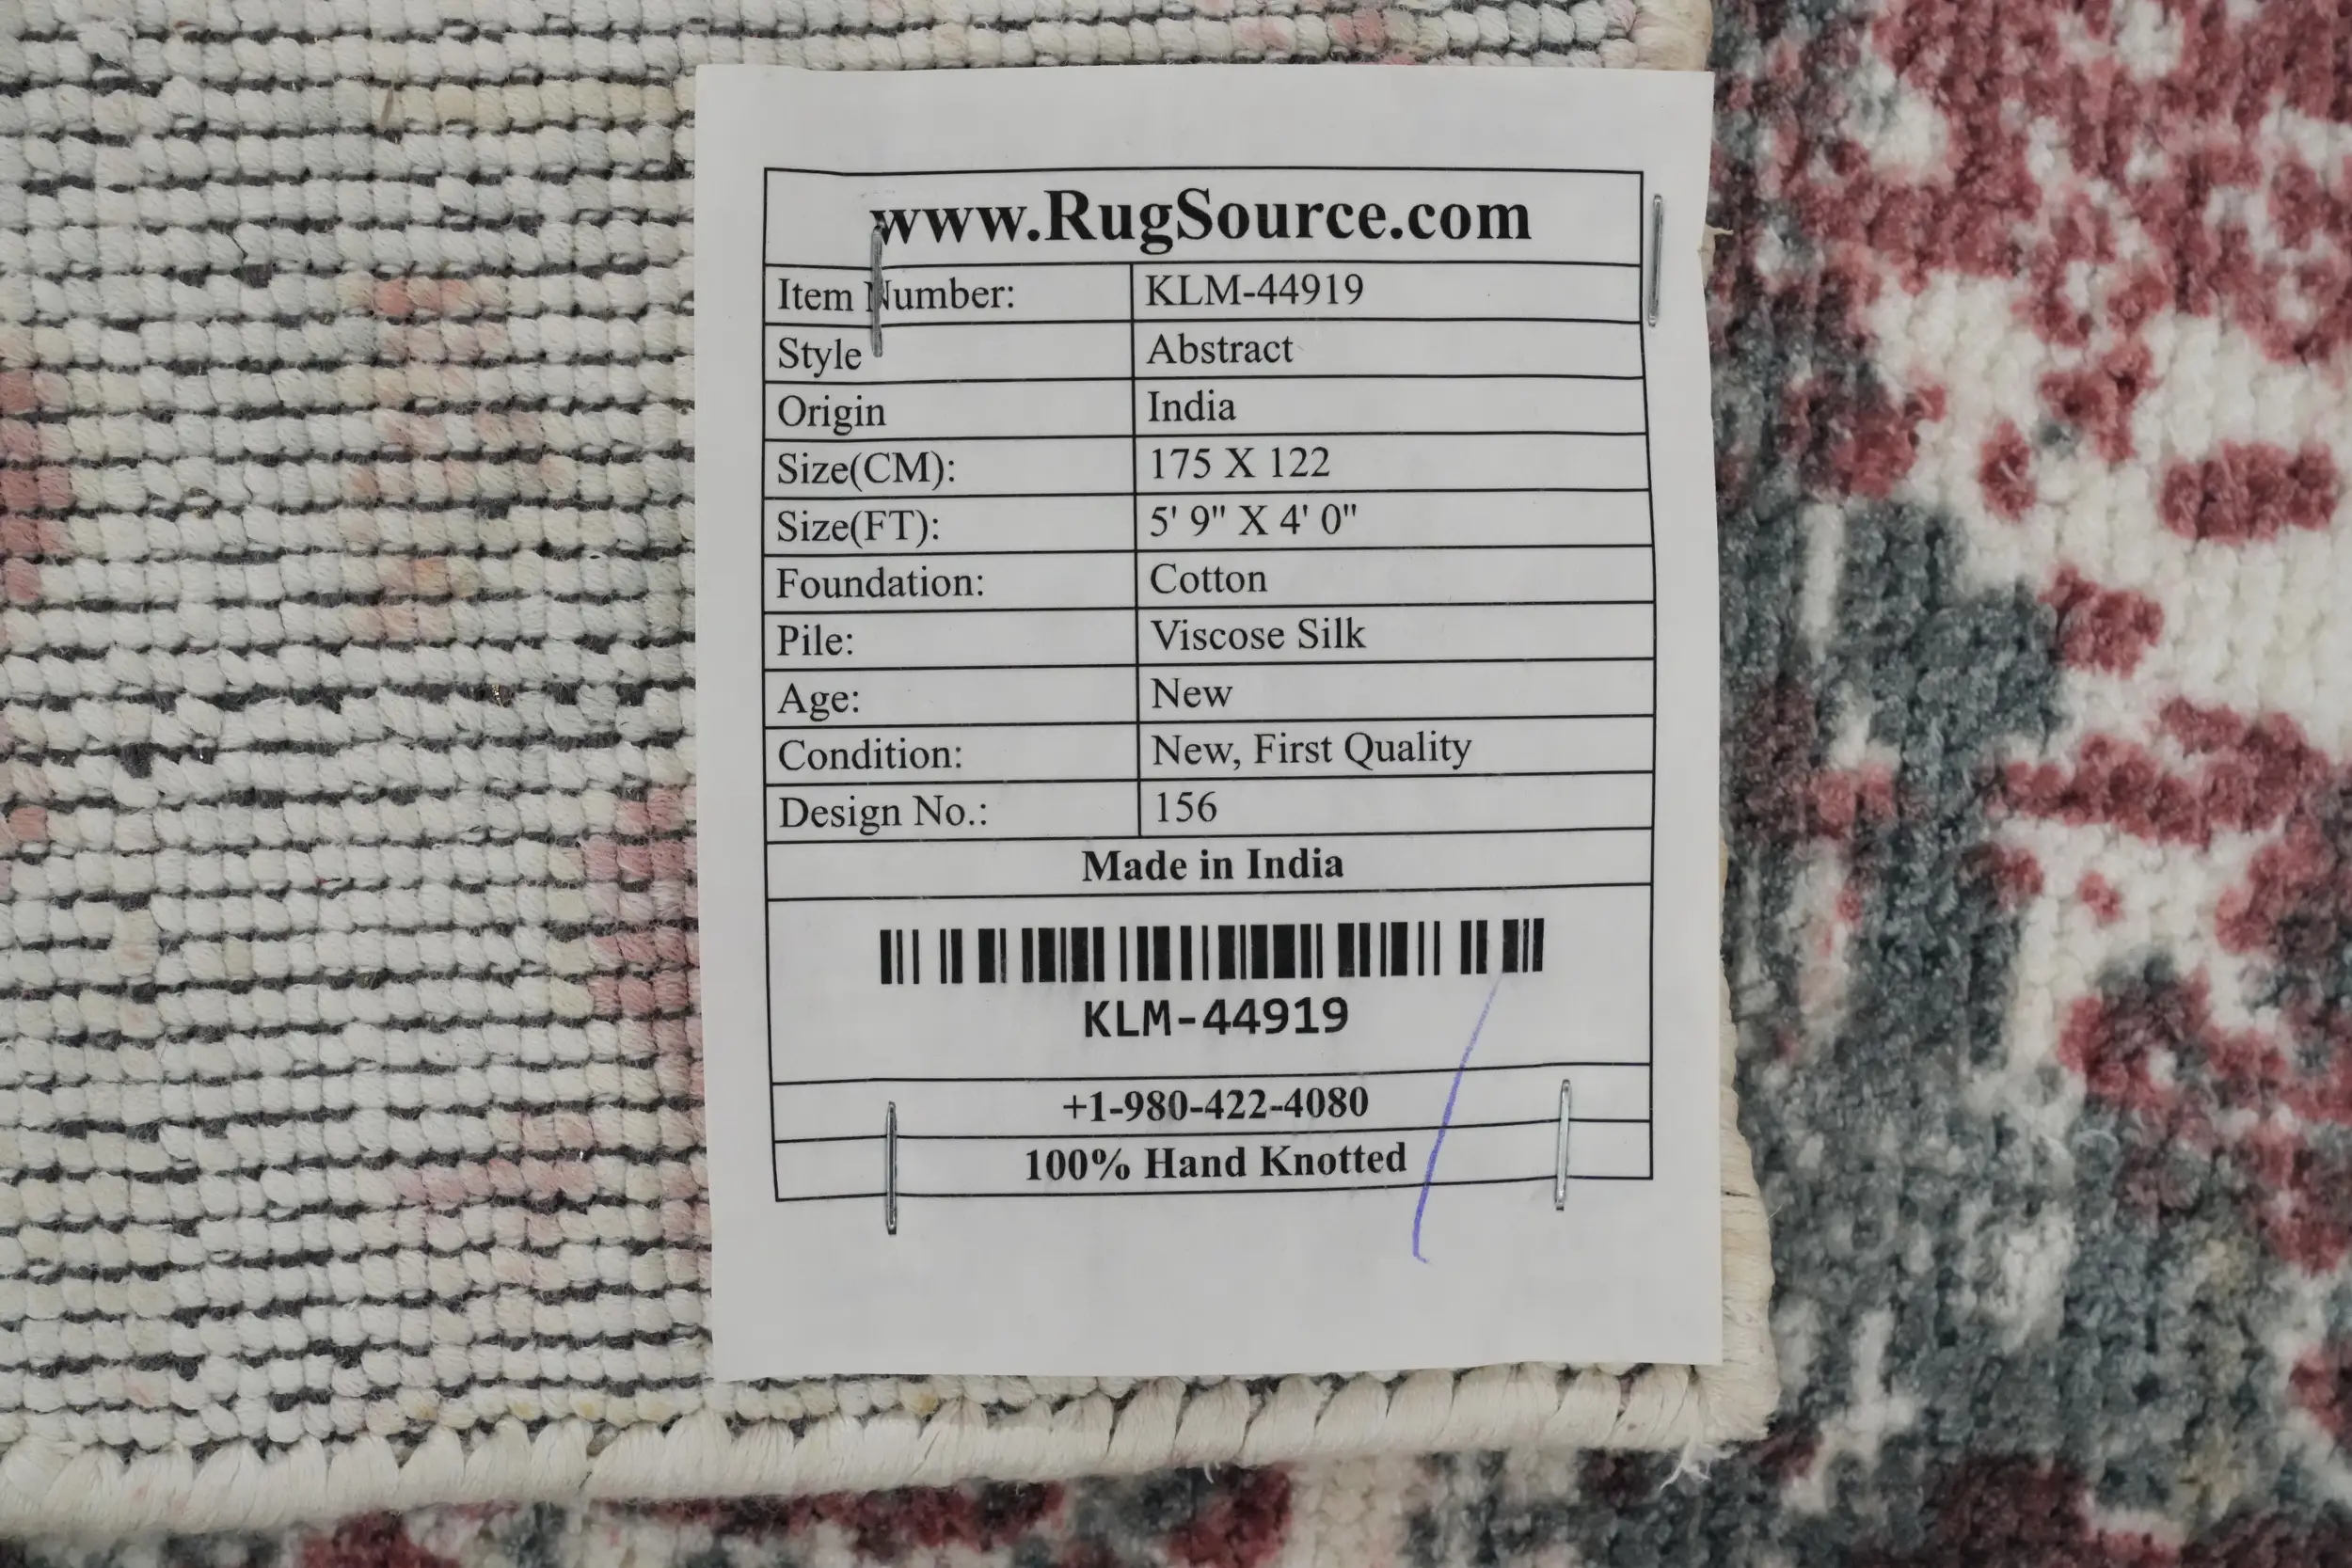 www.RugSource.com
Item Number: KLM-44919
Style Abstract
Origin India
Size(CM): 175 X 122
Size(FT): 5' 9" X 4' 0"
Foundation: Cotton
Pile: Viscose Silk
Age: New
Condition: New, First Quality
Design No.: 156
Made in India
KLM-44919
+1-980-422-4080
100% Hand Knotted